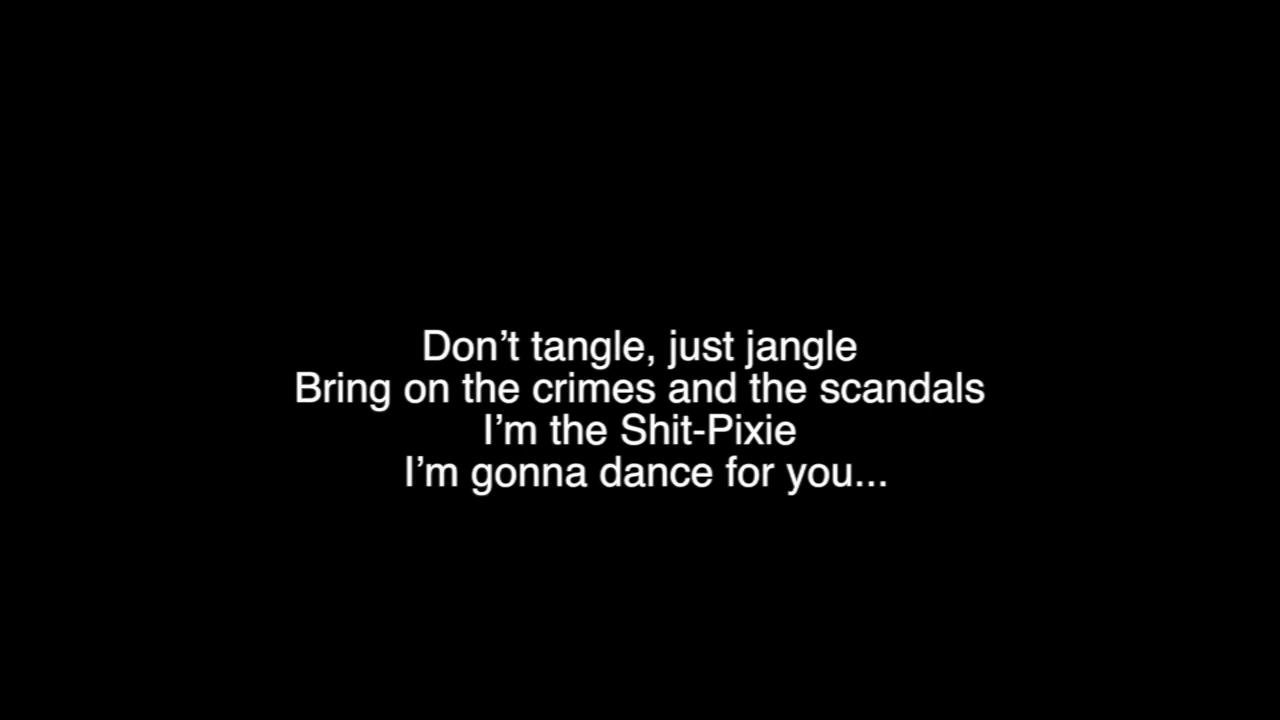 Don’t tangle, just jangle
Bring on the crimes and the scandals
I’m the Shit-Pixie
I’m gonna dance for you...